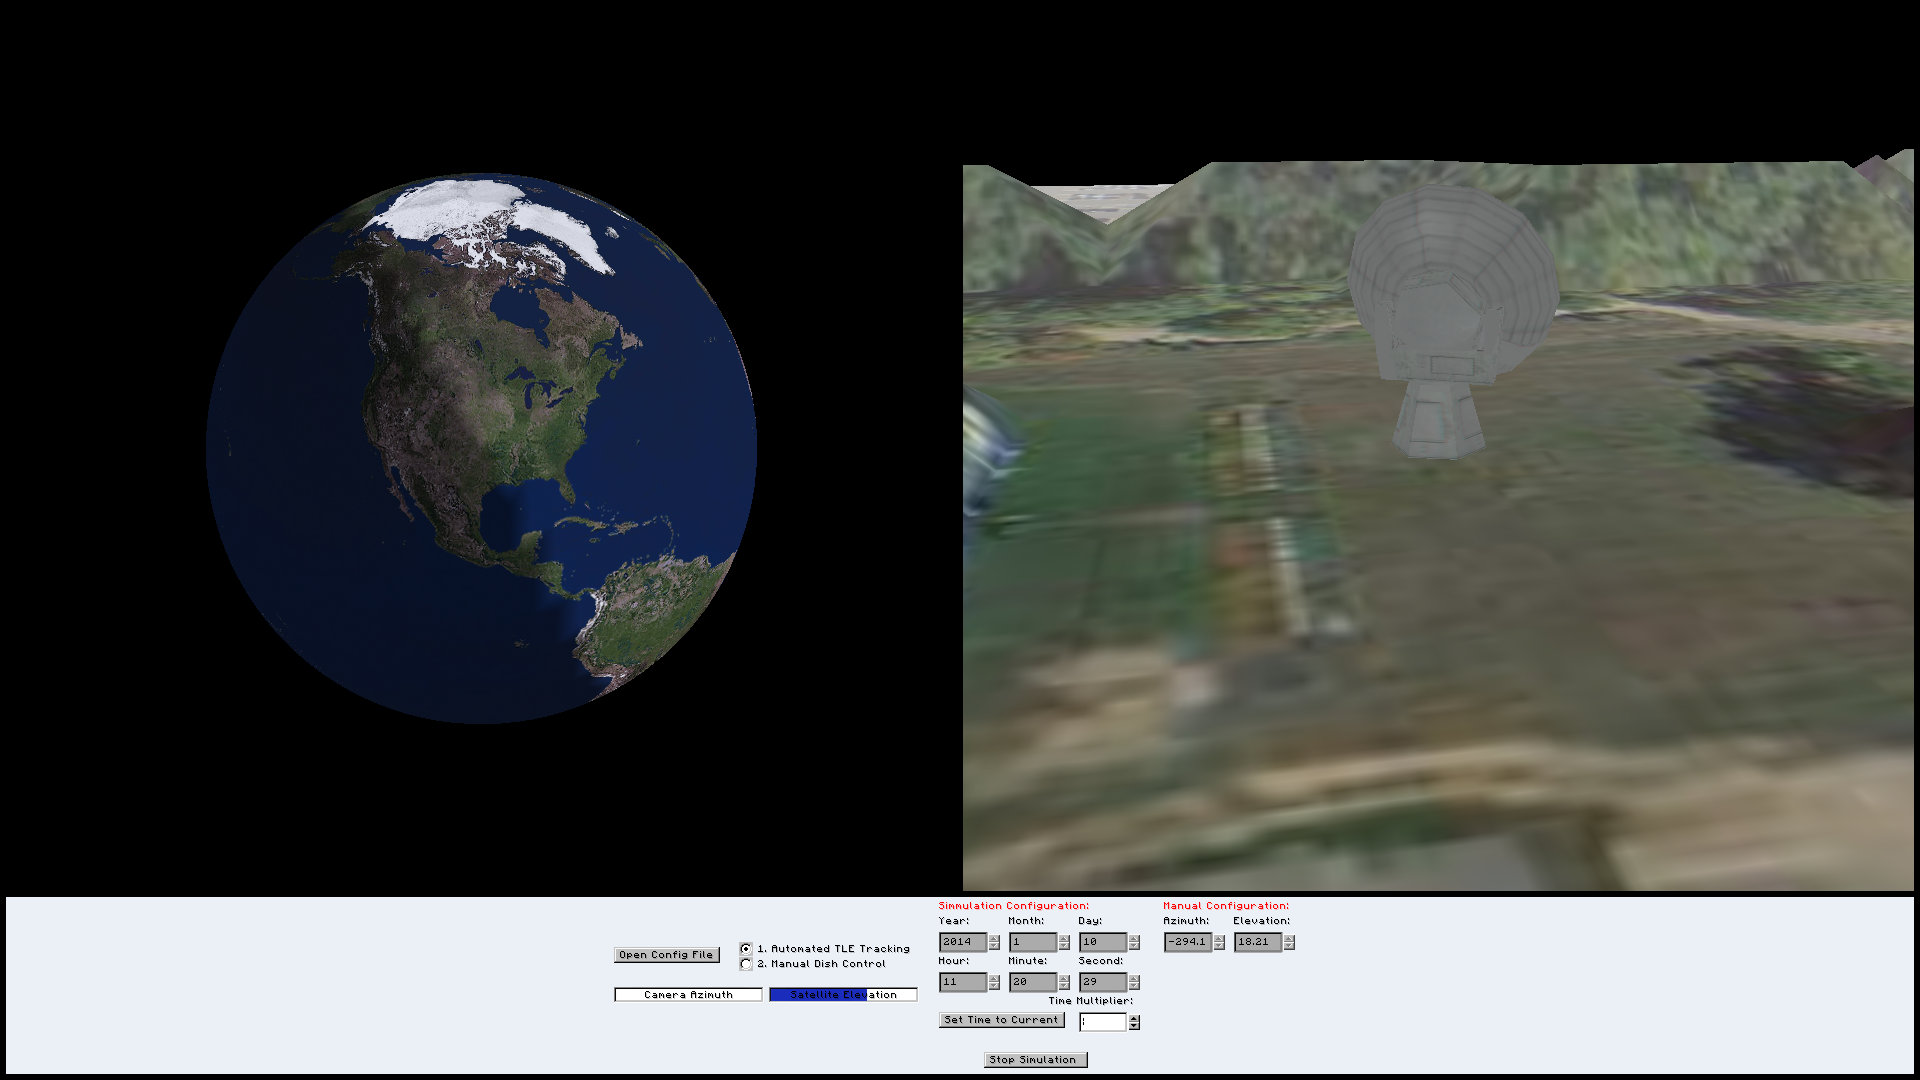 Simmulation Configuration:
Manual Configuration:
Year: Month: Day:
Azimuth: Elevation:
2014 1 10
-294.1 18.21
Open Config File
1. Automated TLE Tracking
2. Manual Dish Control
Hour: Minute: Second:
11 20 29
Camera Azimuth
Satellite Elevation
Time Multiplier:
Set Time to Current
Stop Simulation